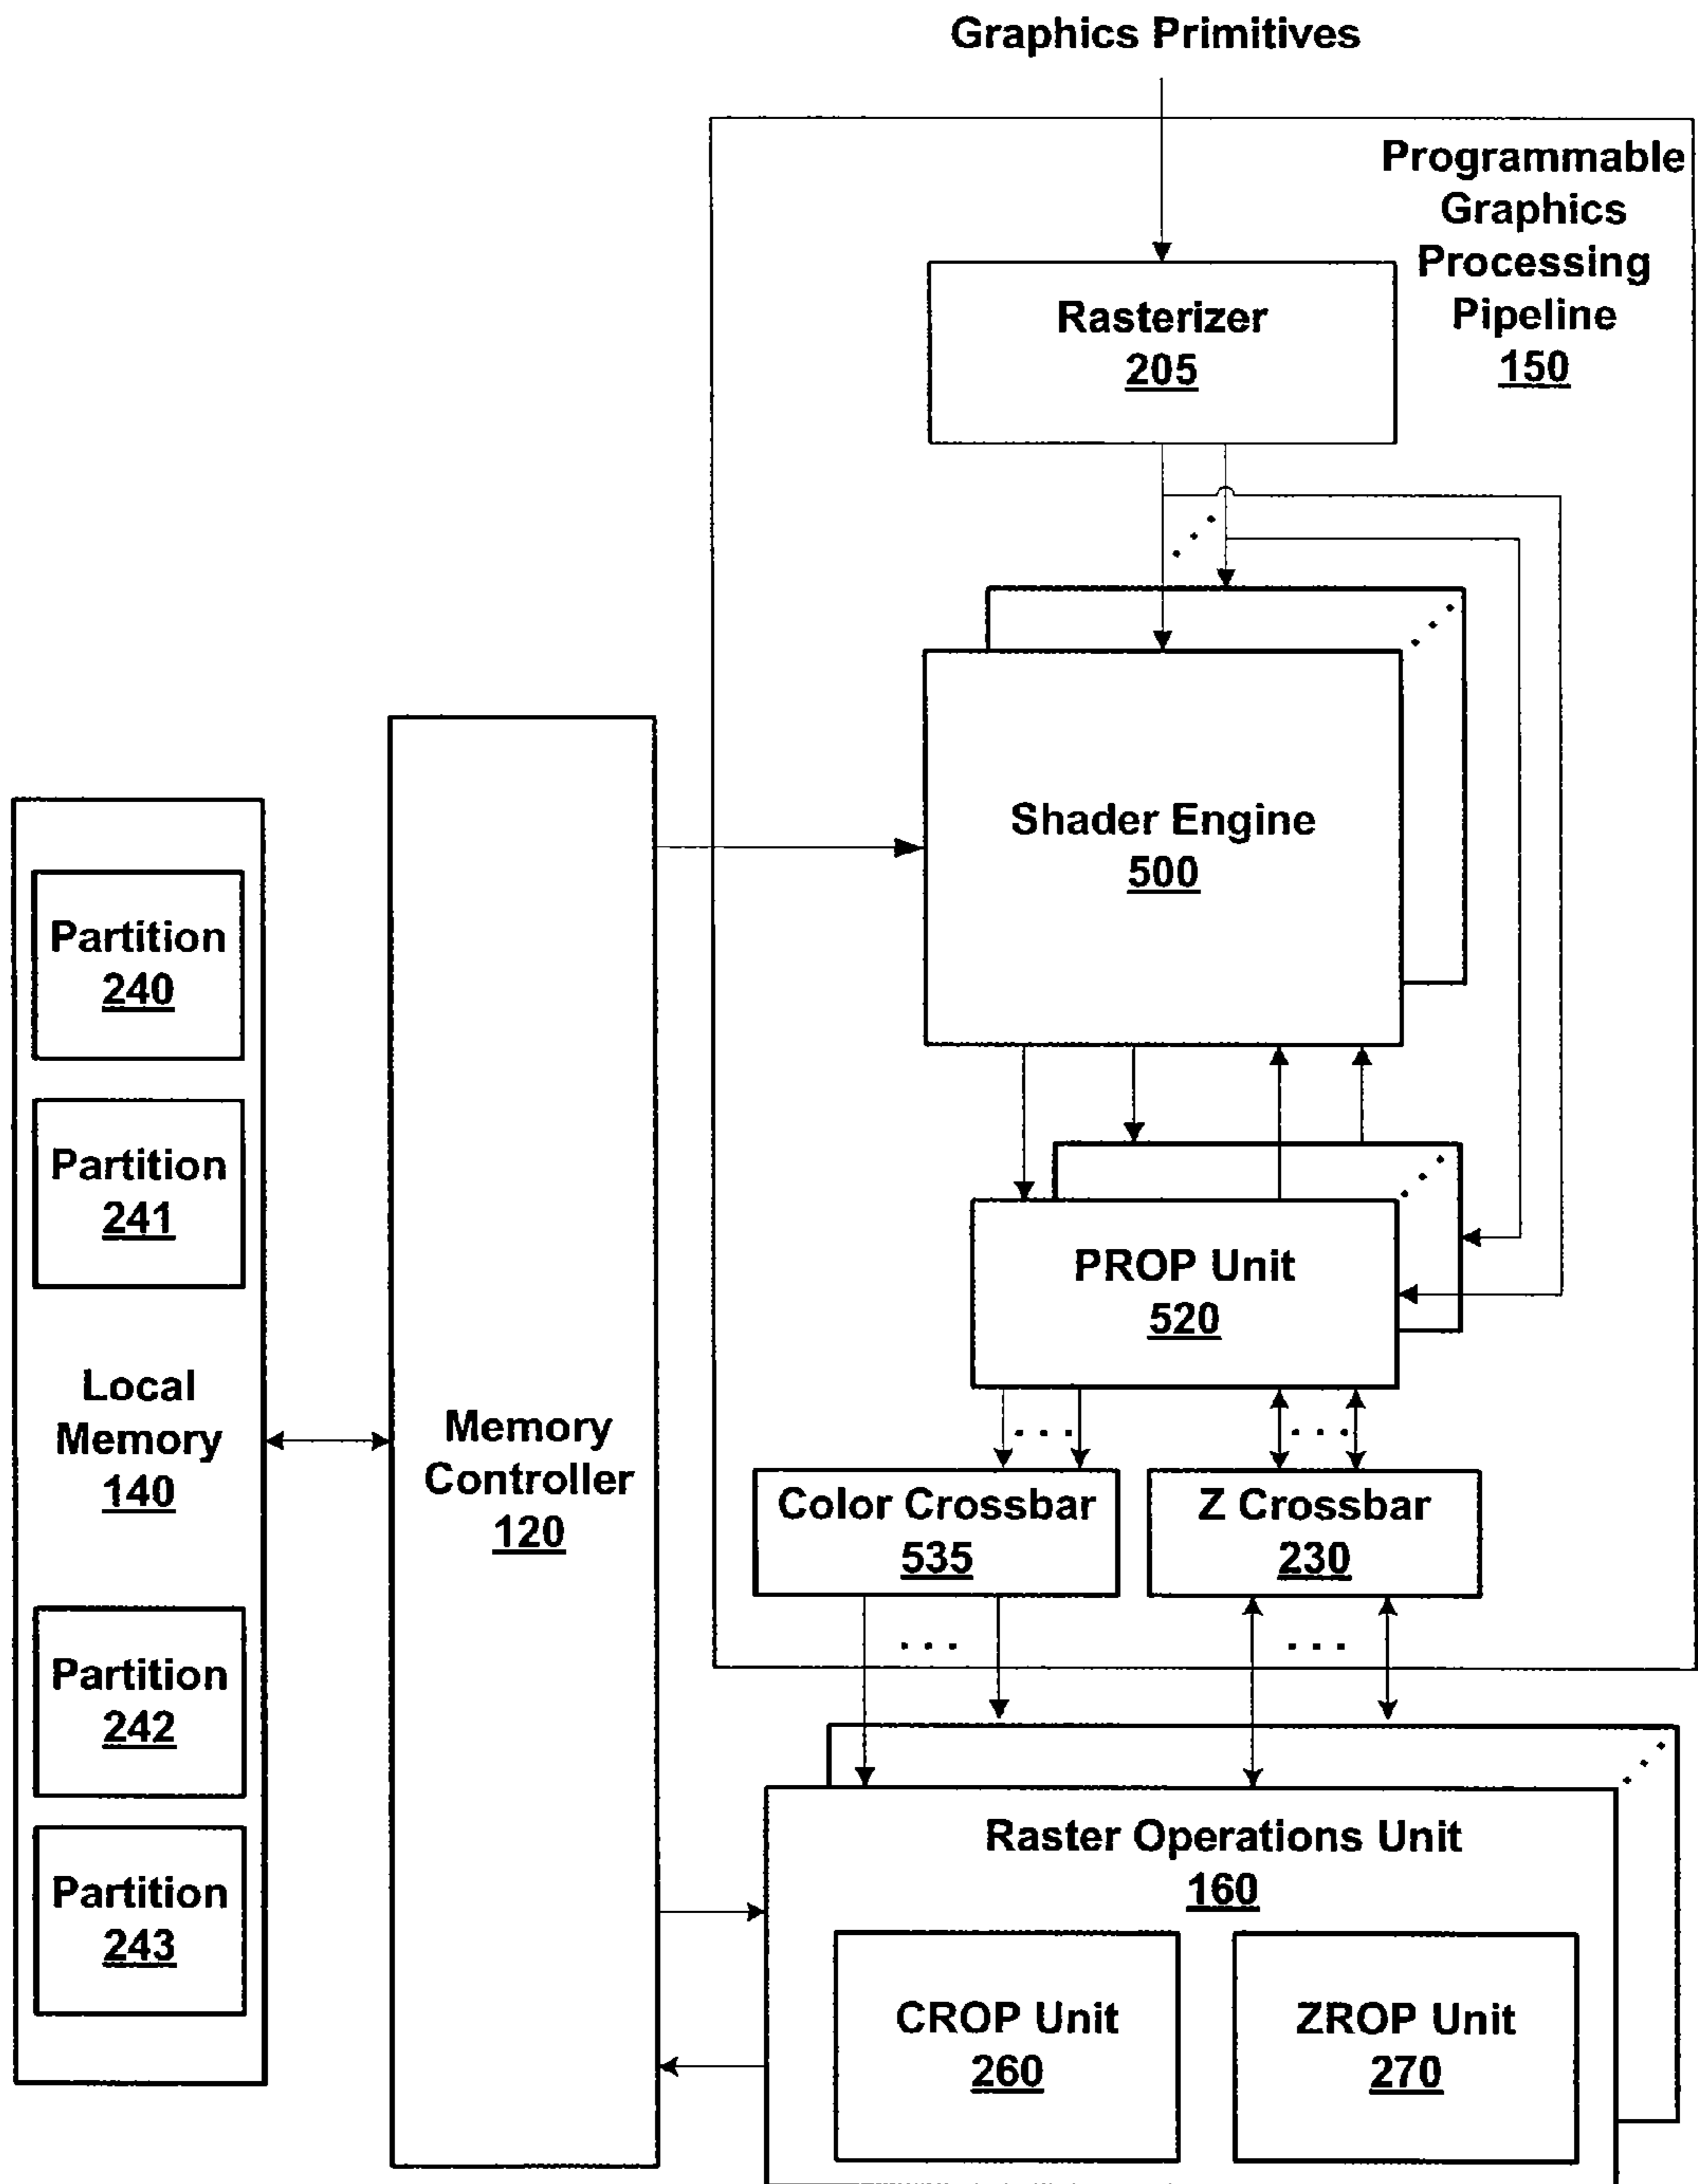 Graphics Primitives
Programmable
Graphics
Processing
Pipeline
150
Rasterizer
205
Shader Engine
500
Partition
240
Partition
241
Local
Memory
140
Partition
242
Partition
243
Memory
Controller
120
PROP Unit
520
Color Crossbar
535
Z Crossbar
230
Raster Operations Unit
160
CROP Unit
260
ZROP Unit
270